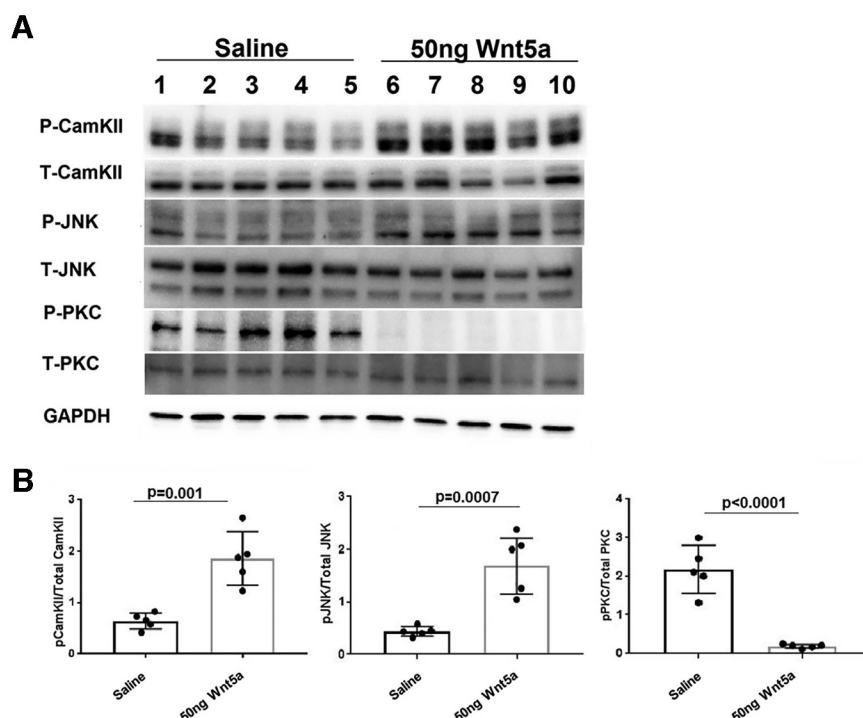 A
Saline 50ng Wnt5a
1 2 3 4 5 6 7 8 9 10
P-CamKII
T-CamKII
P-JNK
T-JNK
P-PKC
T-PKC
GAPDH
B
p=0.001
pCamKII/Total CamKII
3
2
1
0
Saline
50ng Wnt5a
p=0.0007
pJNK/Total JNK
3
2
1
0
Saline
50ng Wnt5a
p<0.0001
pPKC/Total PKC
4
3
2
1
0
Saline
50ng Wnt5a